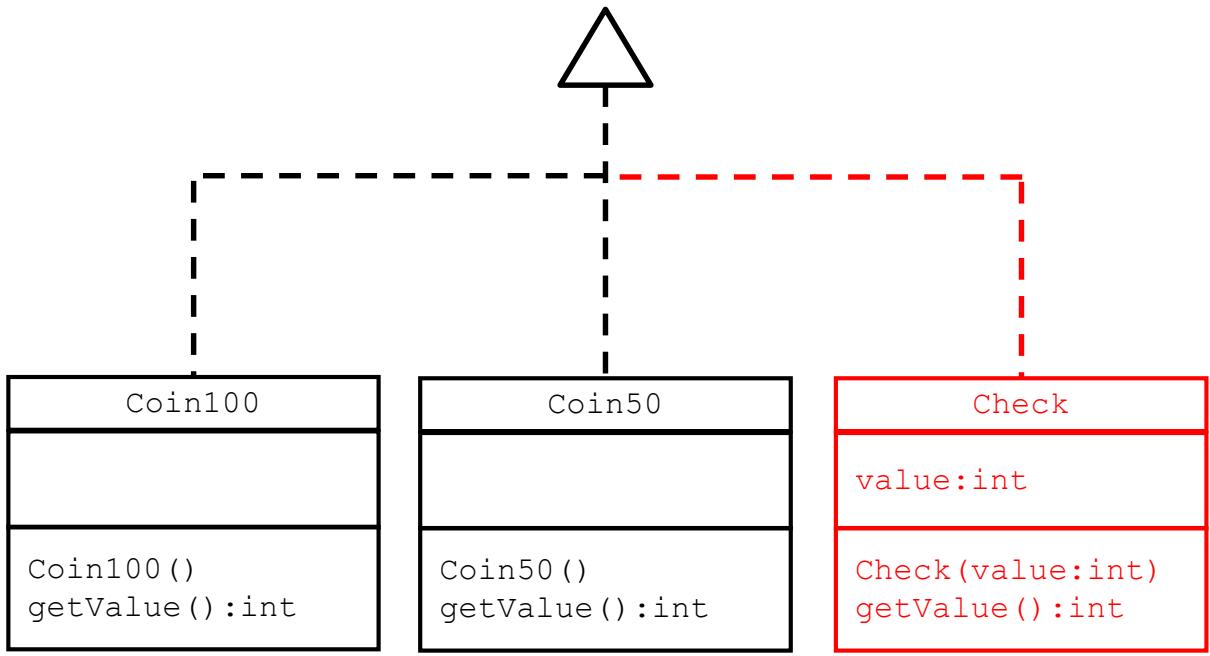 Coin100
Coin50
Check
value:int
Coin100()
getValue():int
Coin50()
getValue():int
Check(value:int)
getValue():int